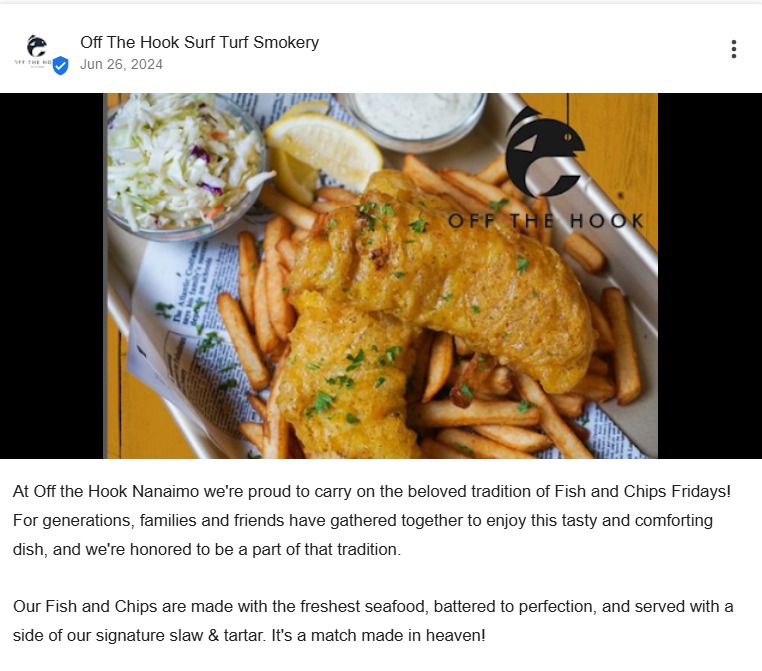 Off The Hook Surf Turf Smokery
Jun 26, 2024
OFF THE HOOK
At Off the Hook Nanaimo we're proud to carry on the beloved tradition of Fish and Chips Fridays!
For generations, families and friends have gathered together to enjoy this tasty and comforting
dish, and we're honored to be a part of that tradition.
Our Fish and Chips are made with the freshest seafood, battered to perfection, and served with a
side of our signature slaw & tartar. It's a match made in heaven!